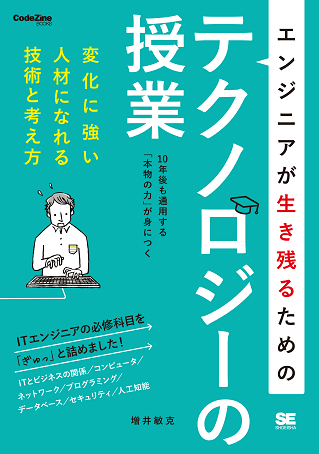 CodeZine
BOOKS
エンジニアが生き残るための
テクノロジーの
授業
変化に強い
人材になれる
技術と考え方
10年後も通用する
「本物の力」が身につく
ITエンジニアの必修科目を
「ぎゅっ」と詰めました!
ITとビジネスの関係/コンピュータ/
ネットワーク/プログラミング/
データベース/セキュリティ/人工知能
増井敏克
SE
SHOEISHA